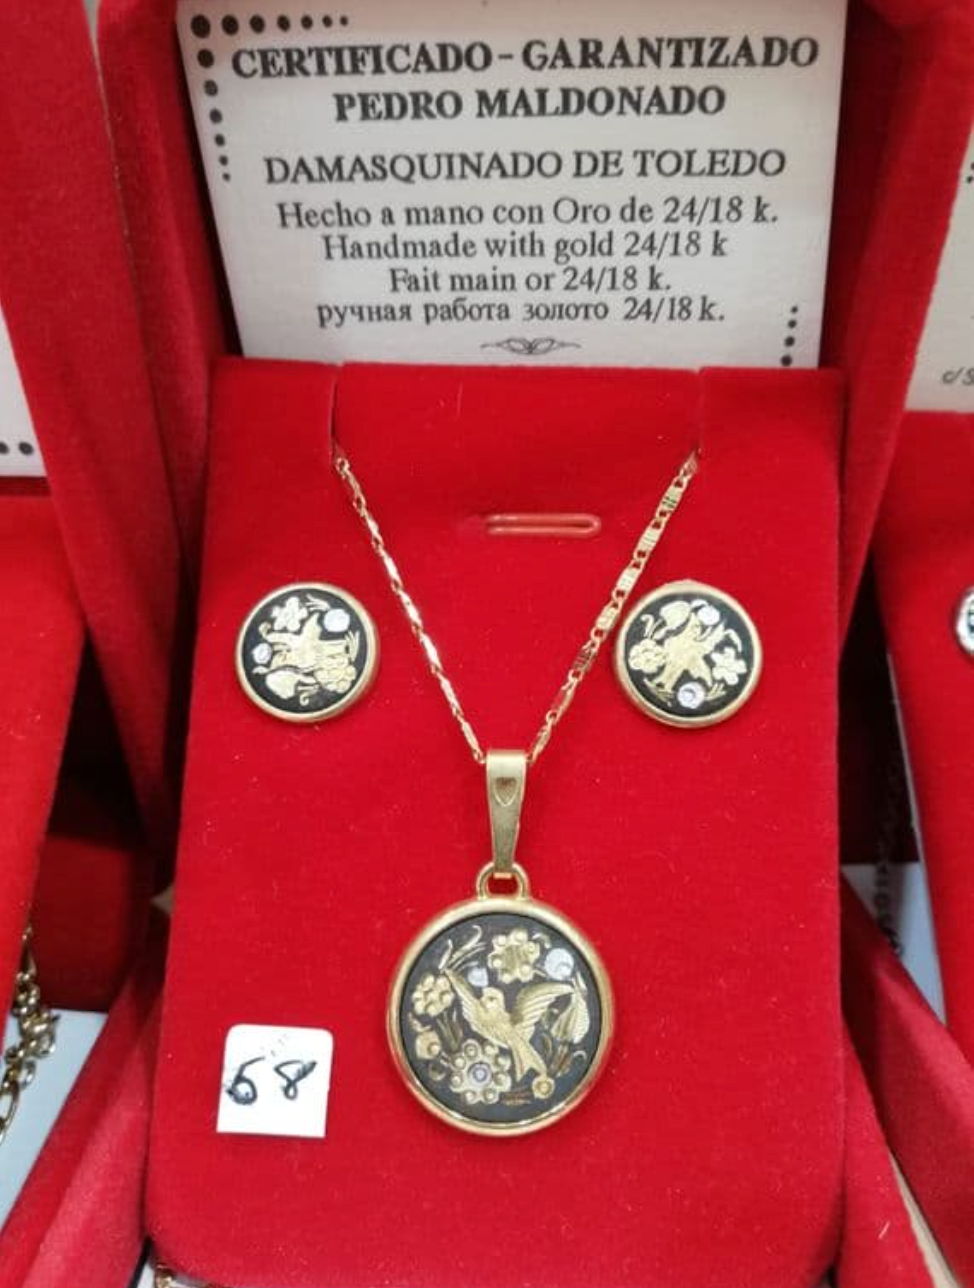 CERTIFICADO - GARANTIZADO
PEDRO MALDONADO
DAMASQUINADO DE TOLEDO
Hecho a mano con Oro de 24/18 k.
Handmade with gold 24/18 k
Fait main or 24/18 k.
ручная работа золото 24/18 k.
c/S
68